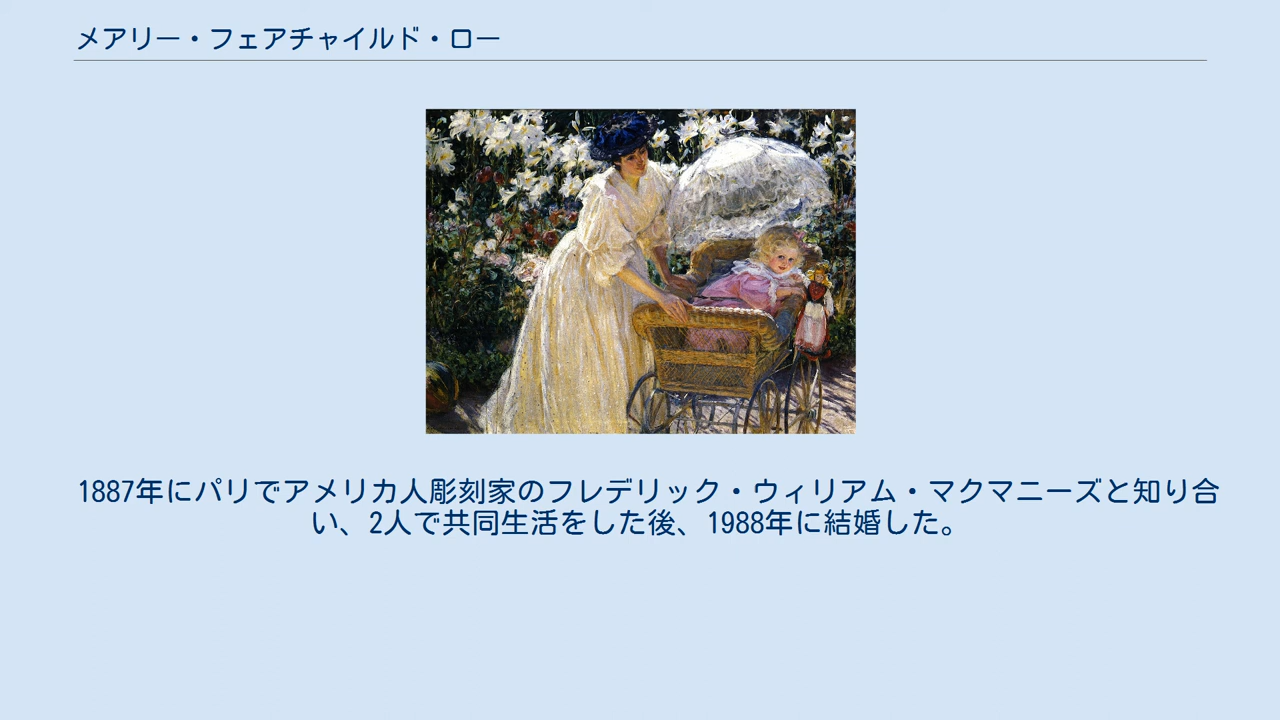 メアリー・フェアチャイルド・ロー
1887年にパリでアメリカ人彫刻家のフレデリック・ウィリアム・マクマニーズと知り合
い、2人で共同生活をした後、1988年に結婚した。